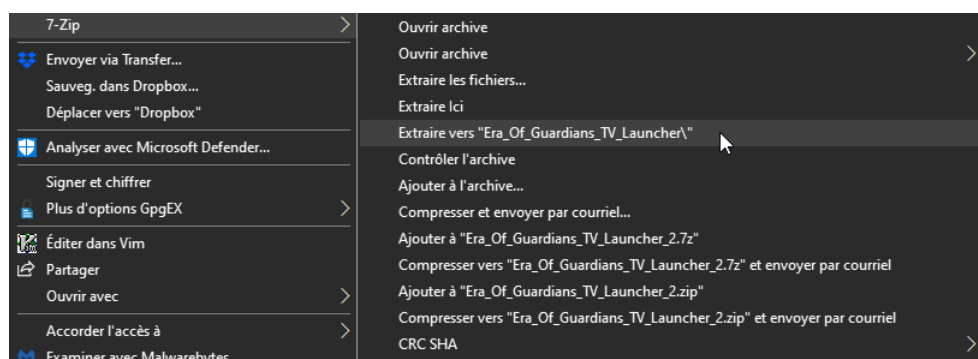 7-Zip
Envoyer via Transfer...
Sauveg. dans Dropbox...
Déplacer vers "Dropbox"
Analyser avec Microsoft Defender...
Signer et chiffrer
Plus d'options GpgEX
Éditer dans Vim
Partager
Ouvrir avec
Accorder l'accès à
Examiner avec Malwarebytes
Ouvrir archive
Ouvrir archive
Extraire les fichiers...
Extraire Ici
Extraire vers "Era_Of_Guardians_TV_Launcher\"
Contrôler l'archive
Ajouter à l'archive...
Compresser et envoyer par courriel...
Ajouter à "Era_Of_Guardians_TV_Launcher_2.7z"
Compresser vers "Era_Of_Guardians_TV_Launcher_2.7z" et envoyer par courriel
Ajouter à "Era_Of_Guardians_TV_Launcher_2.zip"
Compresser vers "Era_Of_Guardians_TV_Launcher_2.zip" et envoyer par courriel
CRC SHA